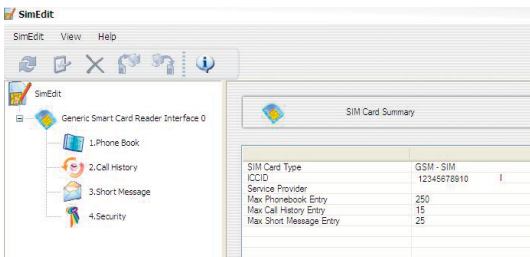 SimEdit
SimEdit View Help
SimEdit
Generic Smart Card Reader Interface 0
1.Phone Book
2.Call History
3.Short Message
4.Security
SIM Card Summary
SIM Card Type GSM - SIM
ICCID 12345678910
Service Provider
Max Phonebook Entry 250
Max Call History Entry 15
Max Short Message Entry 25